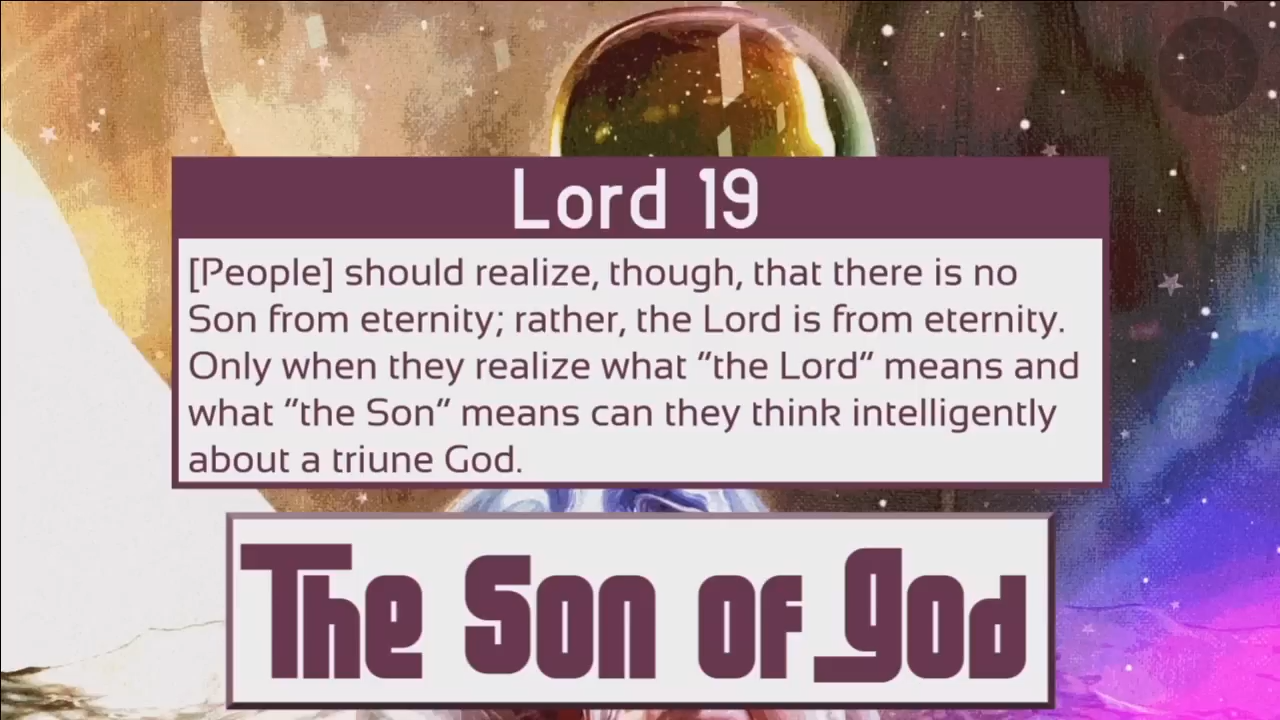 Lord 19
[People] should realize, though, that there is no
Son from eternity; rather, the Lord is from eternity.
Only when they realize what “the Lord” means and
what “the Son” means can they think intelligently
about a triune God.
The Son of god